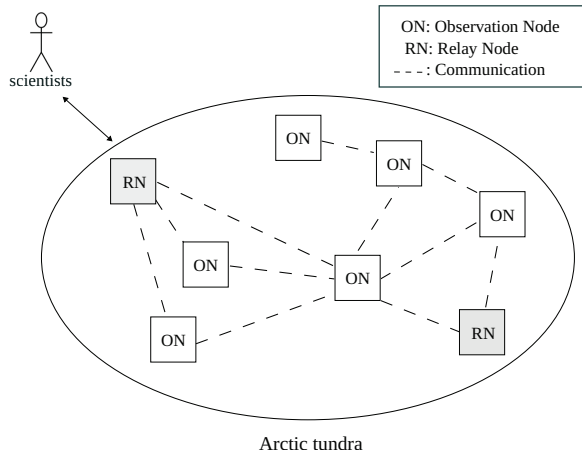 ON: Observation Node
RN: Relay Node
- - - -: Communication
scientists
ON
ON
RN
ON
ON
ON
ON
RN
Arctic tundra